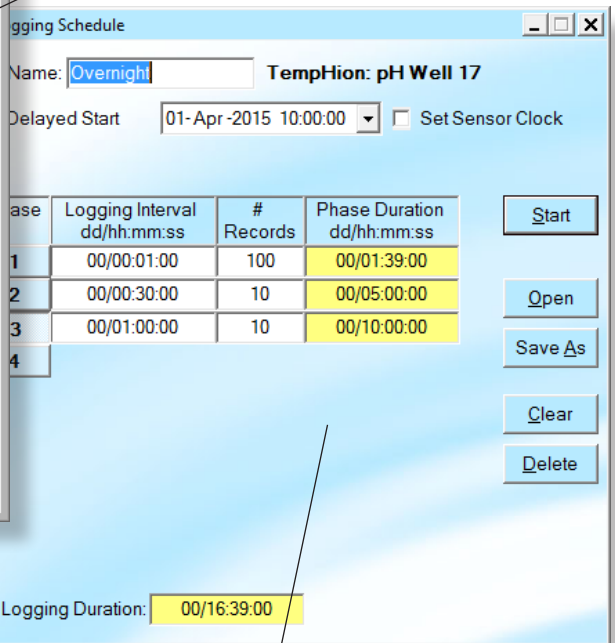 gging Schedule
Name: Overnight TempHion: pH Well 17
Delayed Start 01-Apr-2015 10:00:00 Set Sensor Clock
ase Logging Interval dd/hh:mm:ss # Records Phase Duration dd/hh:mm:ss
1 00/00:01:00 100 00/01:39:00
2 00/00:30:00 10 00/05:00:00
3 00/01:00:00 10 00/10:00:00
4
Start
Open
Save As
Clear
Delete
Logging Duration: 00/16:39:00